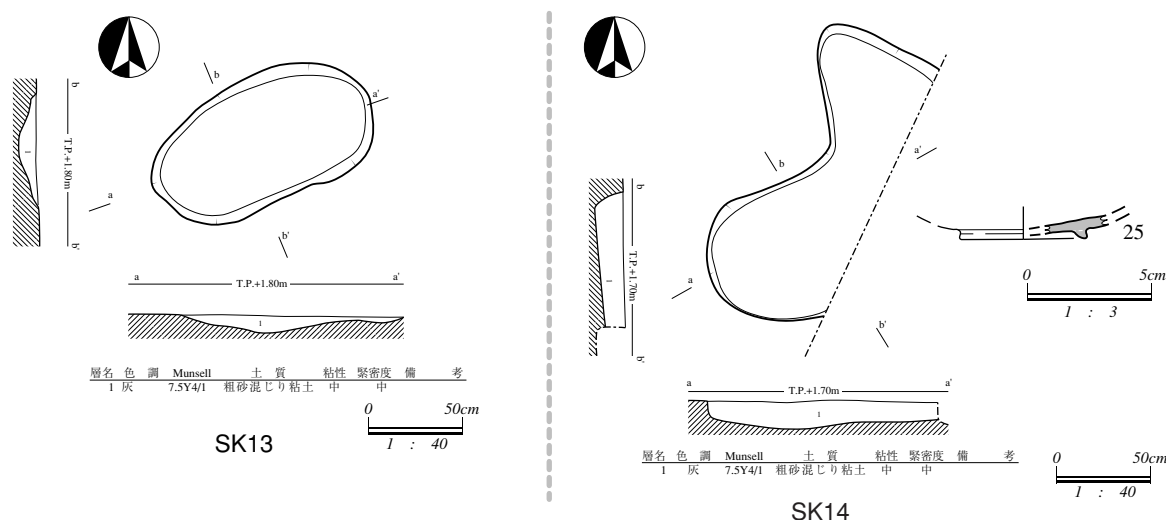 b
a'
b
T.P.+1.80m
b'
1
a
b'
a
a'
T.P.+1.80m
1
層名 色 調 Munsell 土 質 粘性 緊密度 備 考
1 灰 7.5Y4/1 粗砂混じり粘土 中 中
0 50cm
1 : 40
SK13
b
a'
b
T.P.+1.70m
b'
1
a
b'
25
0 5cm
1 : 3
a
a'
T.P.+1.70m
1
層名 色 調 Munsell 土 質 粘性 緊密度 備 考
1 灰 7.5Y4/1 粗砂混じり粘土 中 中
0 50cm
1 : 40
SK14